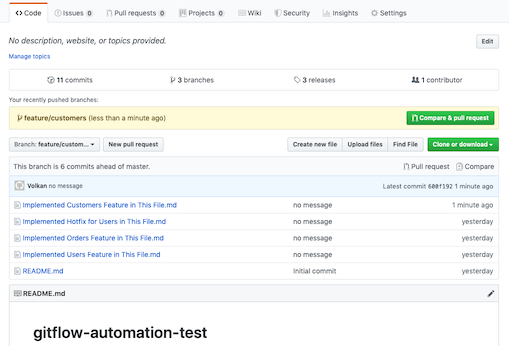 Code Issues 0 Pull requests 0 Projects 0 Wiki Security Insights Settings
No description, website, or topics provided. Edit
Manage topics
11 commits 3 branches 3 releases 1 contributor
Your recently pushed branches:
feature/customers (less than a minute ago) Compare & pull request
Branch: feature/custom... New pull request Create new file Upload files Find File Clone or download
This branch is 6 commits ahead of master. Pull request Compare
Volkan no message Latest commit 600f192 1 minute ago
Implemented Customers Feature in This File.md no message 1 minute ago
Implemented Hotfix for Users in This File.md no message yesterday
Implemented Orders Feature in This File.md no message yesterday
Implemented Users Feature in This File.md no message yesterday
README.md Initial commit yesterday
README.md
gitflow-automation-test